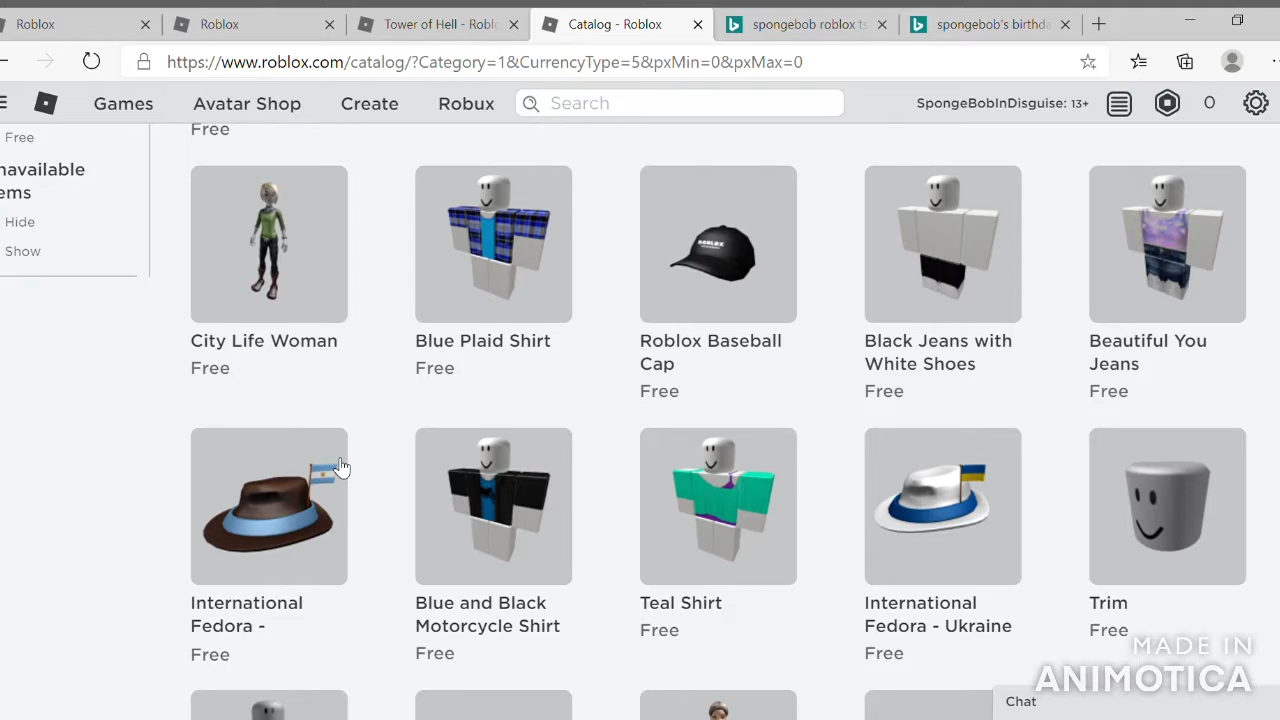 Roblox
Roblox
Tower of Hell - Roblo
Catalog - Roblox
spongebob roblox ts
spongebob's birthda
https://www.roblox.com/catalog/?Category=1&CurrencyType=5&pxMin=0&pxMax=0
Games
Avatar Shop
Create
Robux
Search
SpongeBobInDisguise: 13+
0
Free
Free
navailable
ems
Hide
Show
ROBLOX
City Life Woman
Free
Blue Plaid Shirt
Free
Roblox Baseball
Cap
Free
Black Jeans with
White Shoes
Free
Beautiful You
Jeans
Free
International
Fedora -
Free
Blue and Black
Motorcycle Shirt
Free
Teal Shirt
Free
International
Fedora - Ukraine
Free
Trim
Free
MADE IN
ANIMOTICA
Chat